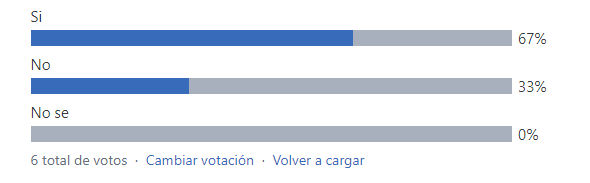 Si
67%
No
33%
No se
0%
6 total de votos · Cambiar votación · Volver a cargar